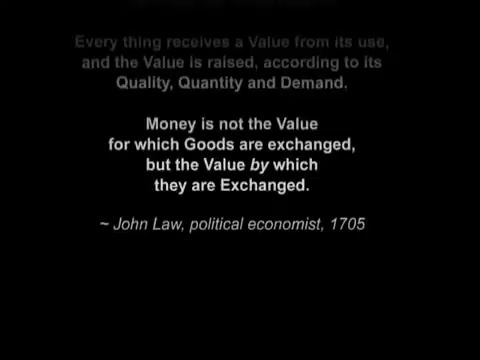 Every thing receives a Value from its use,
and the Value is raised, according to its
Quality, Quantity and Demand.
Money is not the Value
for which Goods are exchanged,
but the Value by which
they are Exchanged.
~ John Law, political economist, 1705